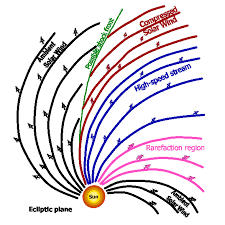 Compressed
Solar Wind
Possible shock front
Ambient
Solar Wind
High-speed stream
Rarefaction region
Ambient
Solar Wind
Sun
Ecliptic plane